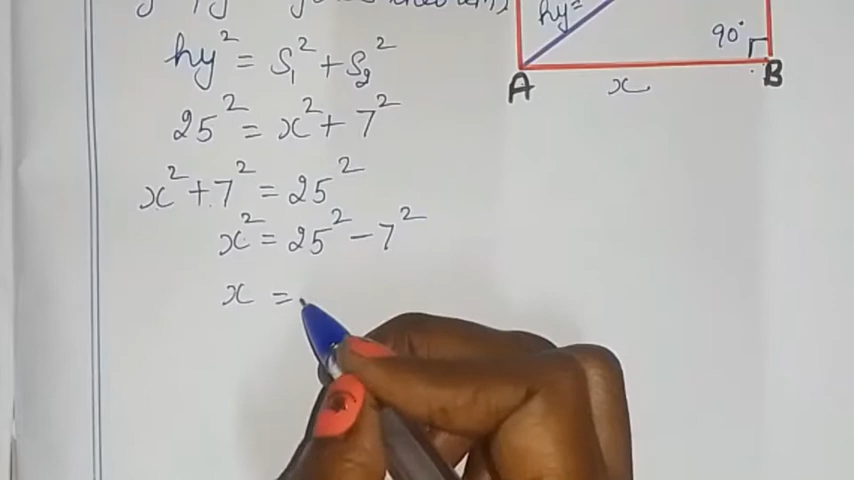 hy² = S₁² + S₂²
25² = x² + 7²
x² + 7² = 25²
x² = 25² − 7²
x =
hy=
90°
A
x
B